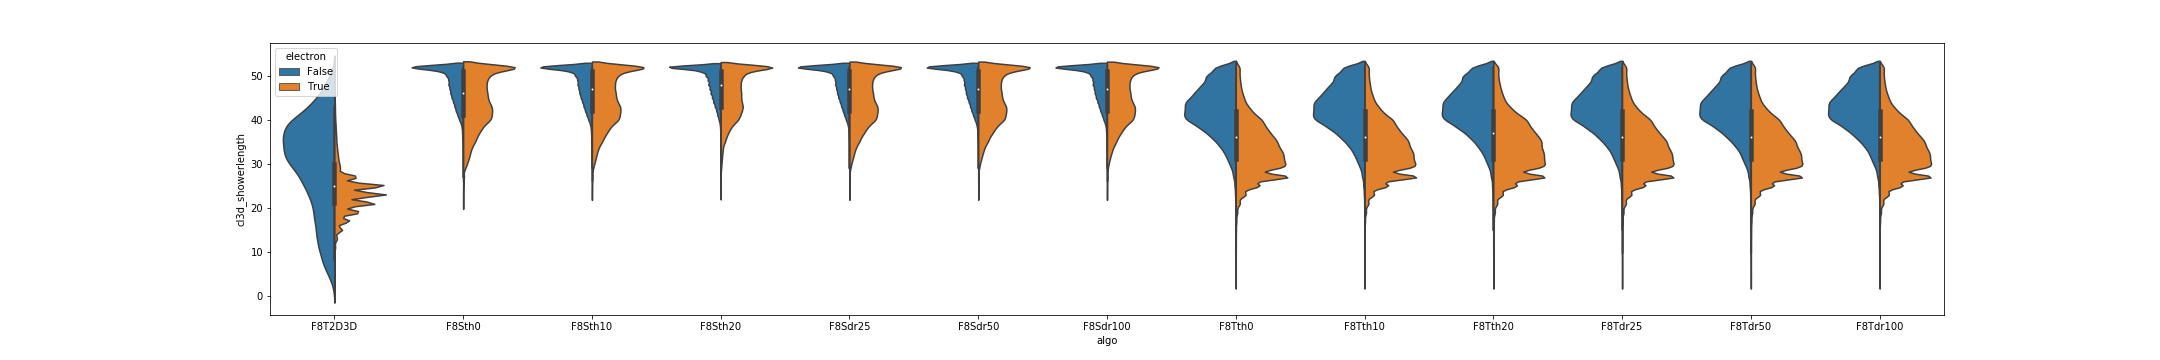 electron
False
True
cl3d_showerlength
50
40
30
20
10
0
F8T2D3D F8Sth0 F8Sth10 F8Sth20 F8Sdr25 F8Sdr50 F8Sdr100 F8Tth0 F8Tth10 F8Tth20 F8Tdr25 F8Tdr50 F8Tdr100
algo